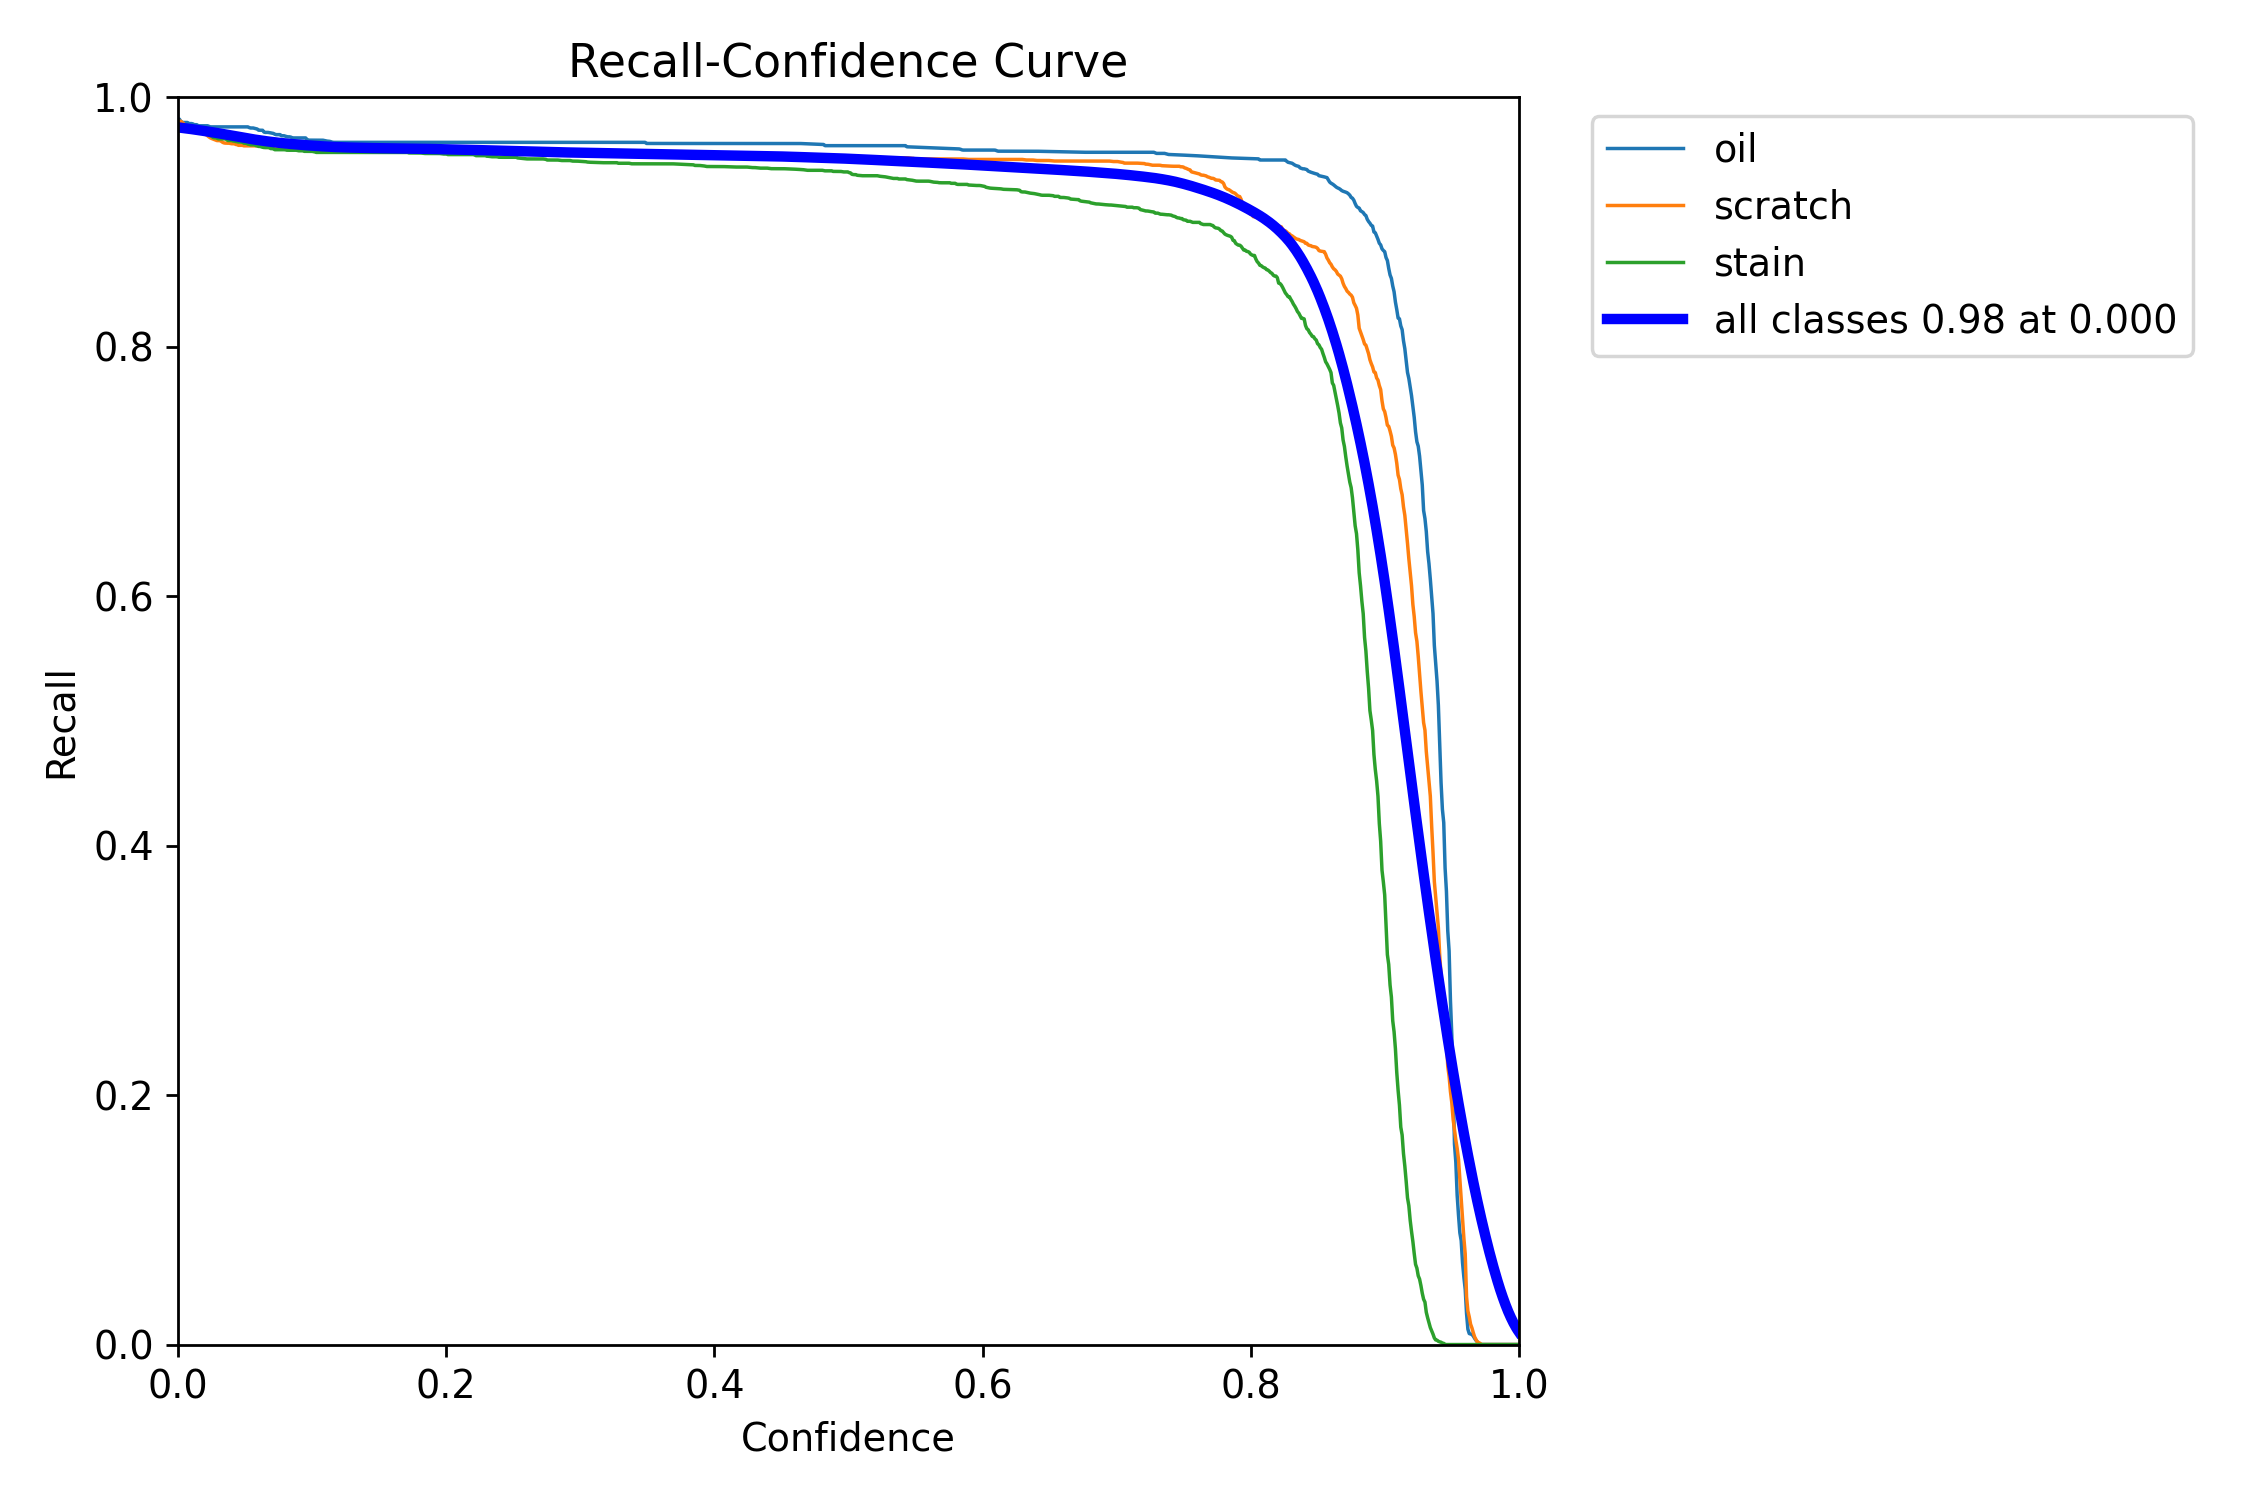 Recall-Confidence Curve
1.0
0.8
0.6
0.4
0.2
0.0
Recall
0.0 0.2 0.4 0.6 0.8 1.0
Confidence
oil
scratch
stain
all classes 0.98 at 0.000